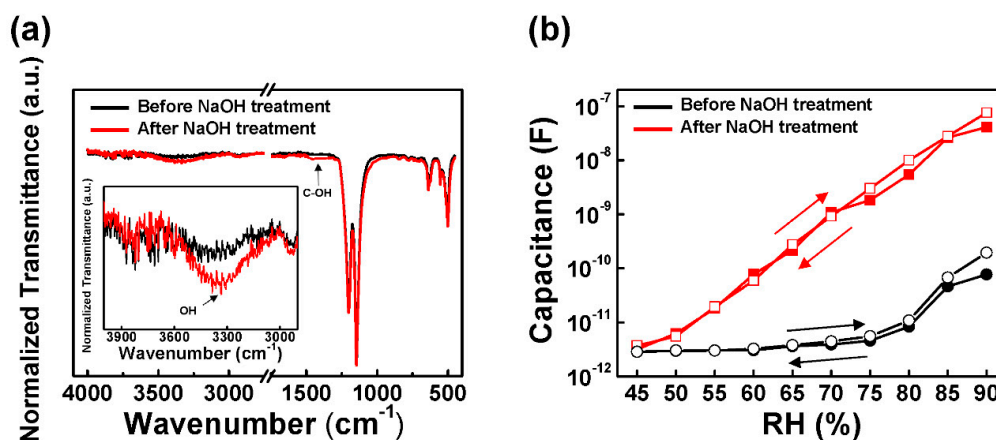 (a)
Normalized Transmittance (a.u.)
Before NaOH treatment
After NaOH treatment
C-OH
Normalized Transmittance (a.u.)
OH
3900 3600 3300 3000
Wavenumber (cm⁻¹)
4000 1500 1000 500
Wavenumber (cm⁻¹)
(b)
Capacitance (F)
Before NaOH treatment
After NaOH treatment
10⁻⁷
10⁻⁸
10⁻⁹
10⁻¹⁰
10⁻¹¹
10⁻¹²
45 50 55 60 65 70 75 80 85 90
RH (%)